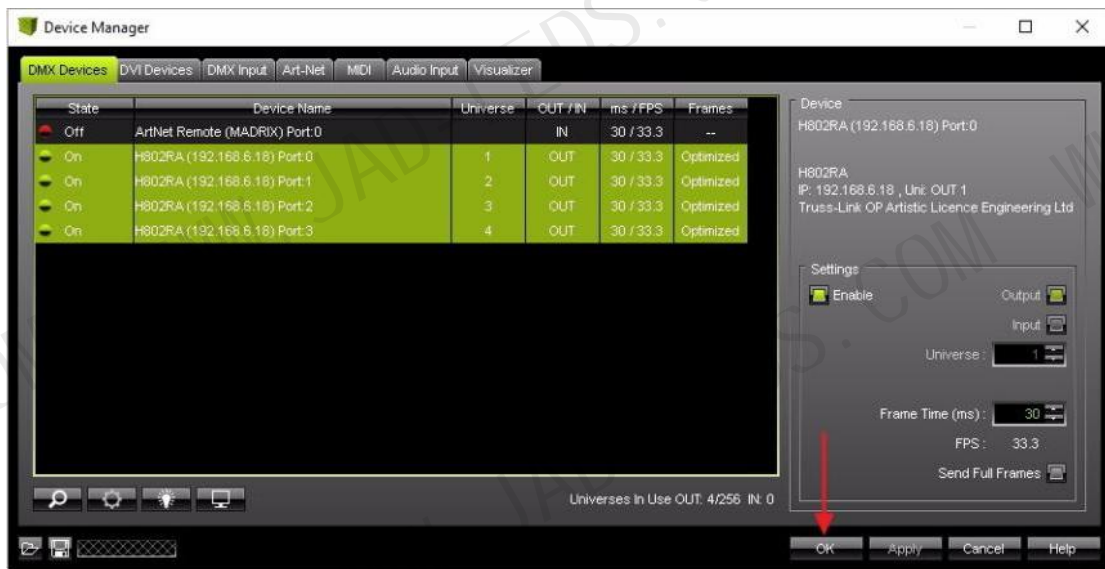 Device Manager
DMX Devices DVI Devices DMX Input Art-Net MIDI Audio Input Visualizer
State Device Name Universe OUT / IN ms / FPS Frames
Off ArtNet Remote (MADRIX) Port:0 IN 30 / 33.3 --
On H802RA (192.168.6.18) Port:0 1 OUT 30 / 33.3 Optimized
On H802RA (192.168.6.18) Port:1 2 OUT 30 / 33.3 Optimized
On H802RA (192.168.6.18) Port:2 3 OUT 30 / 33.3 Optimized
On H802RA (192.168.6.18) Port:3 4 OUT 30 / 33.3 Optimized
Universes In Use OUT: 4/256 IN: 0
Device
H802RA (192.168.6.18) Port:0
H802RA
IP: 192.168.6.18 , Uni: OUT 1
Truss-Link OP Artistic Licence Engineering Ltd
Settings
Enable Output
Input
Universe : 1
Frame Time (ms) : 30
FPS : 33.3
Send Full Frames
OK Apply Cancel Help
WWW.JAD-LEDS.COM